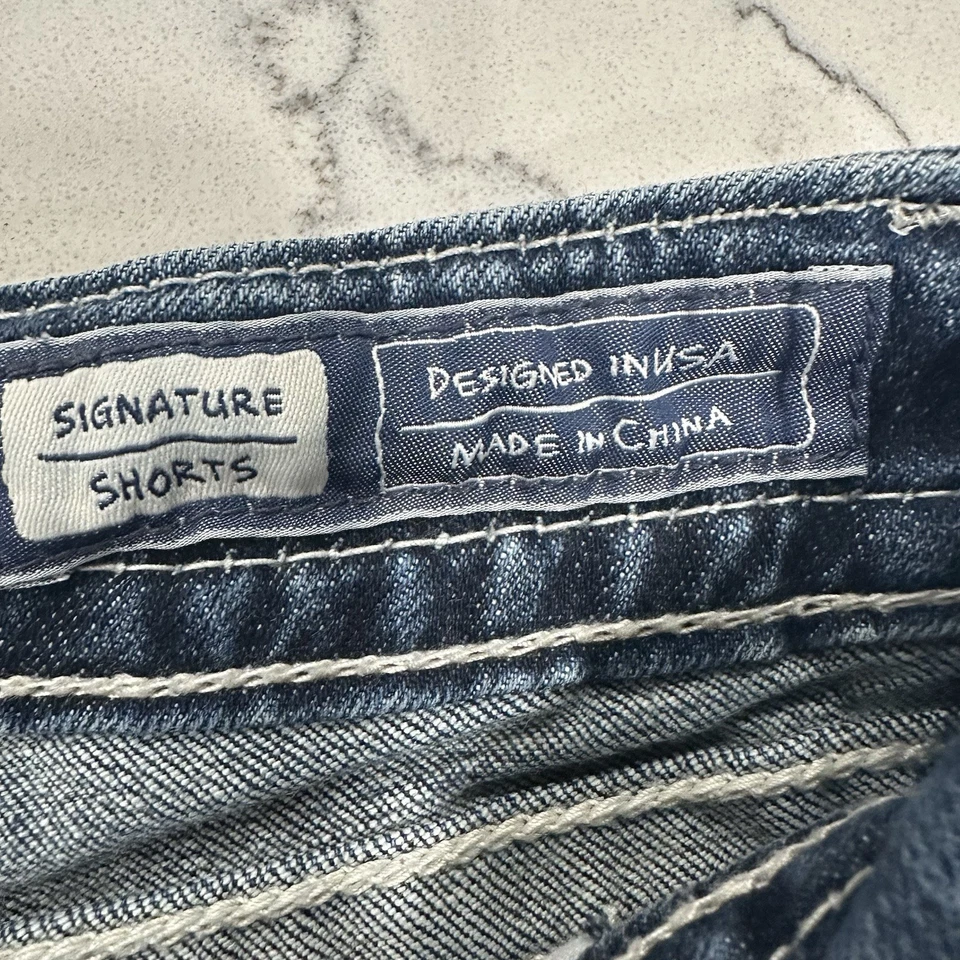 SIGNATURE
SHORTS
DESIGNED IN USA
MADE IN CHINA